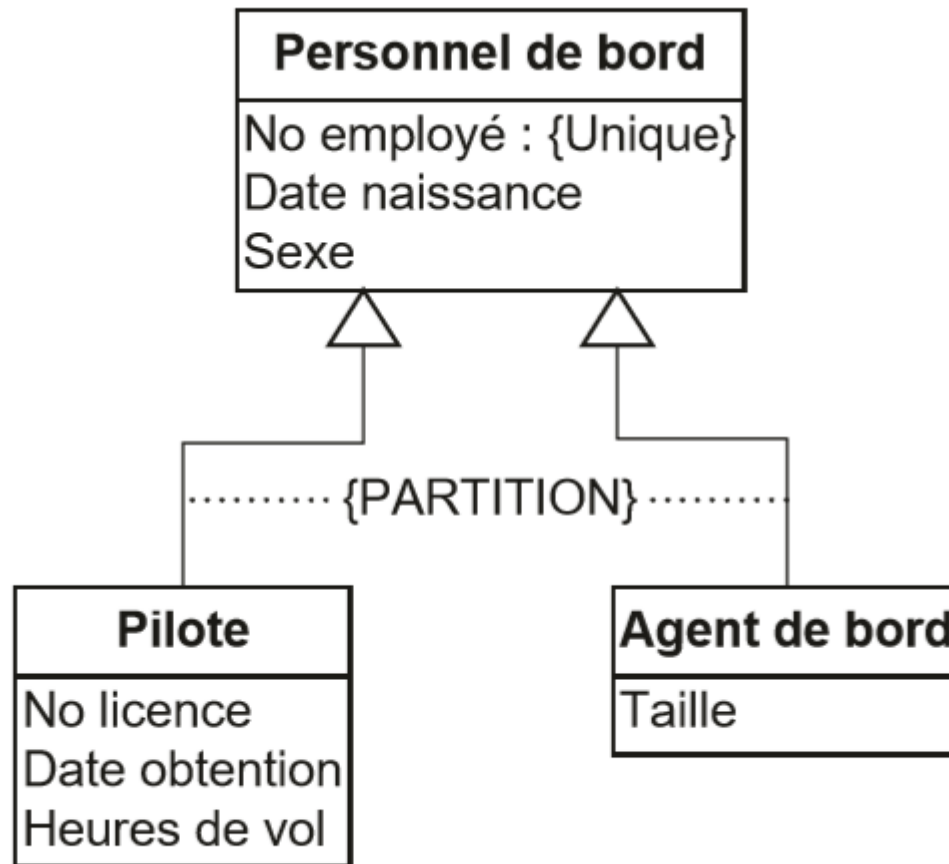 Personnel de bord
No employé : {Unique}
Date naissance
Sexe
{PARTITION}
Pilote
No licence
Date obtention
Heures de vol
Agent de bord
Taille